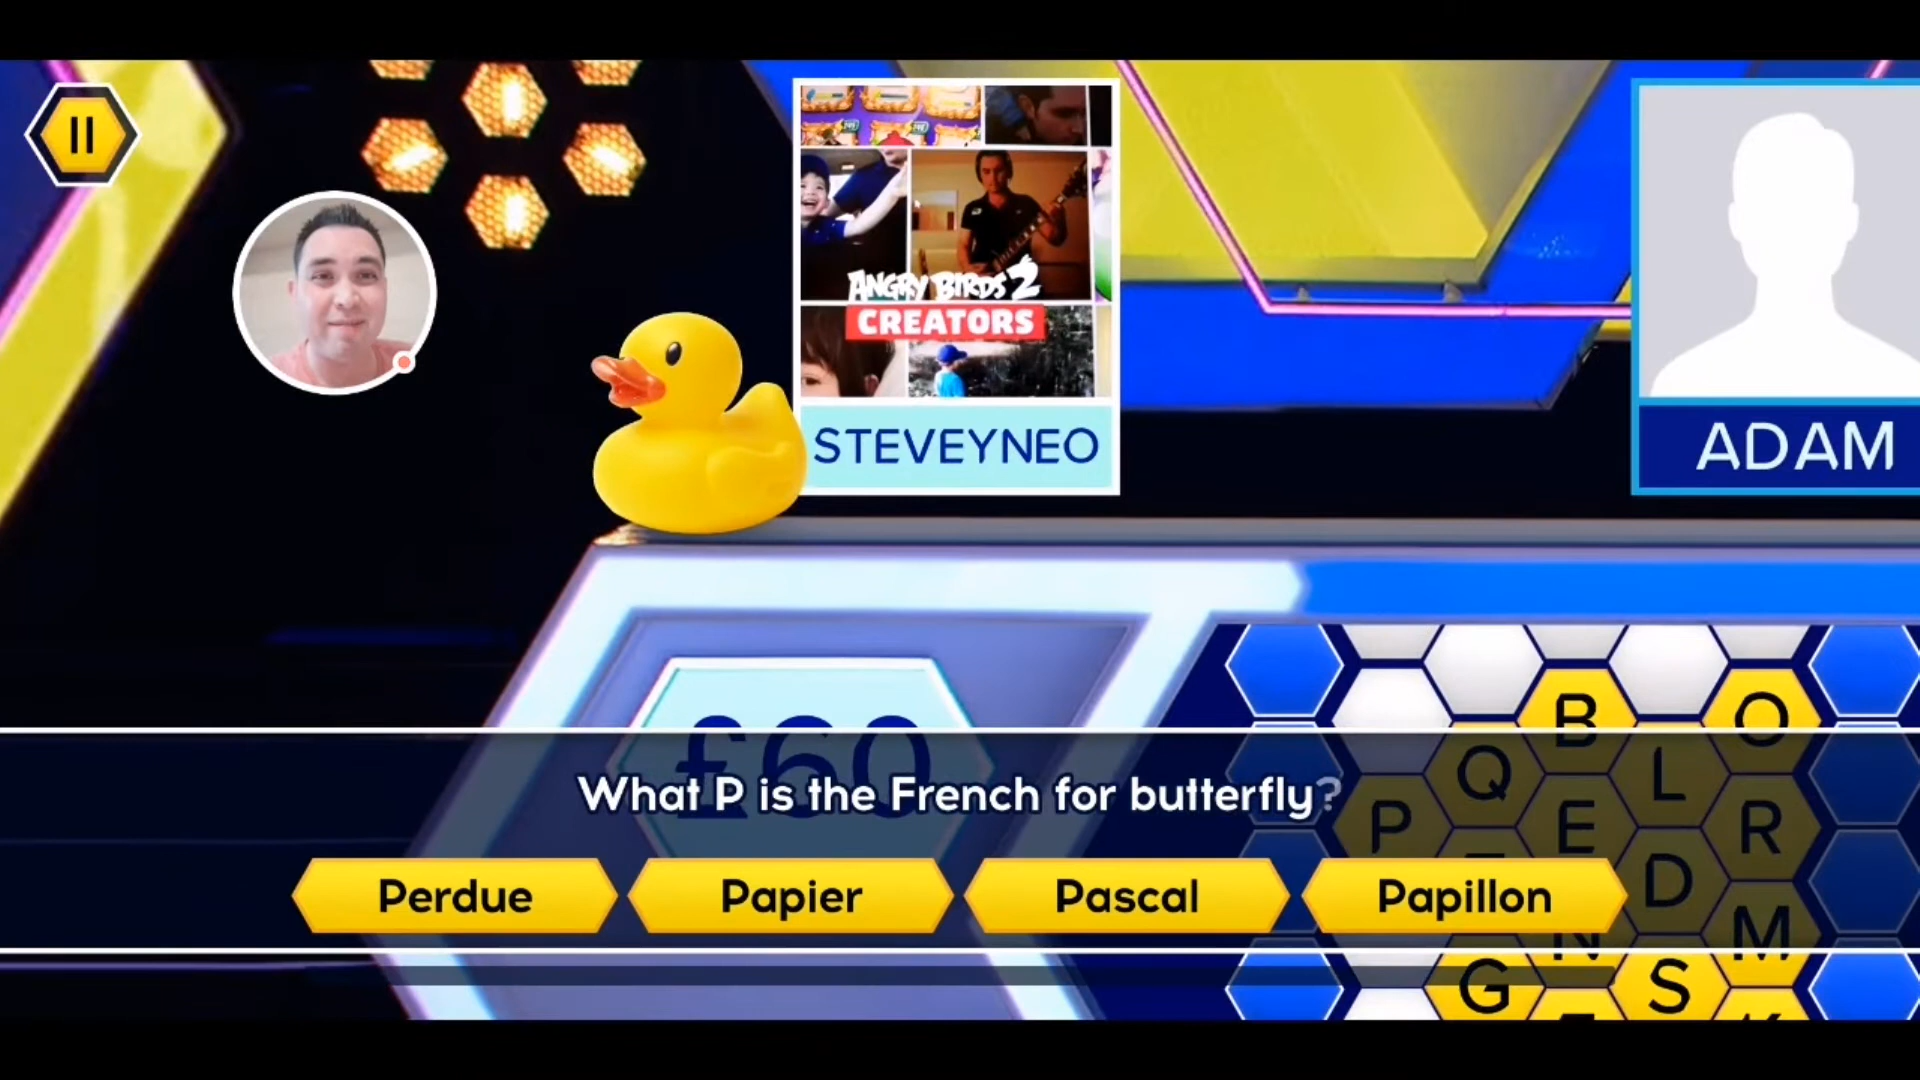 ANGRY BIRDS 2
CREATORS
STEVEYNEO
ADAM
£60
B
O
Q
L
P
E
R
D
M
N
G
S
What P is the French for butterfly?
Perdue
Papier
Pascal
Papillon